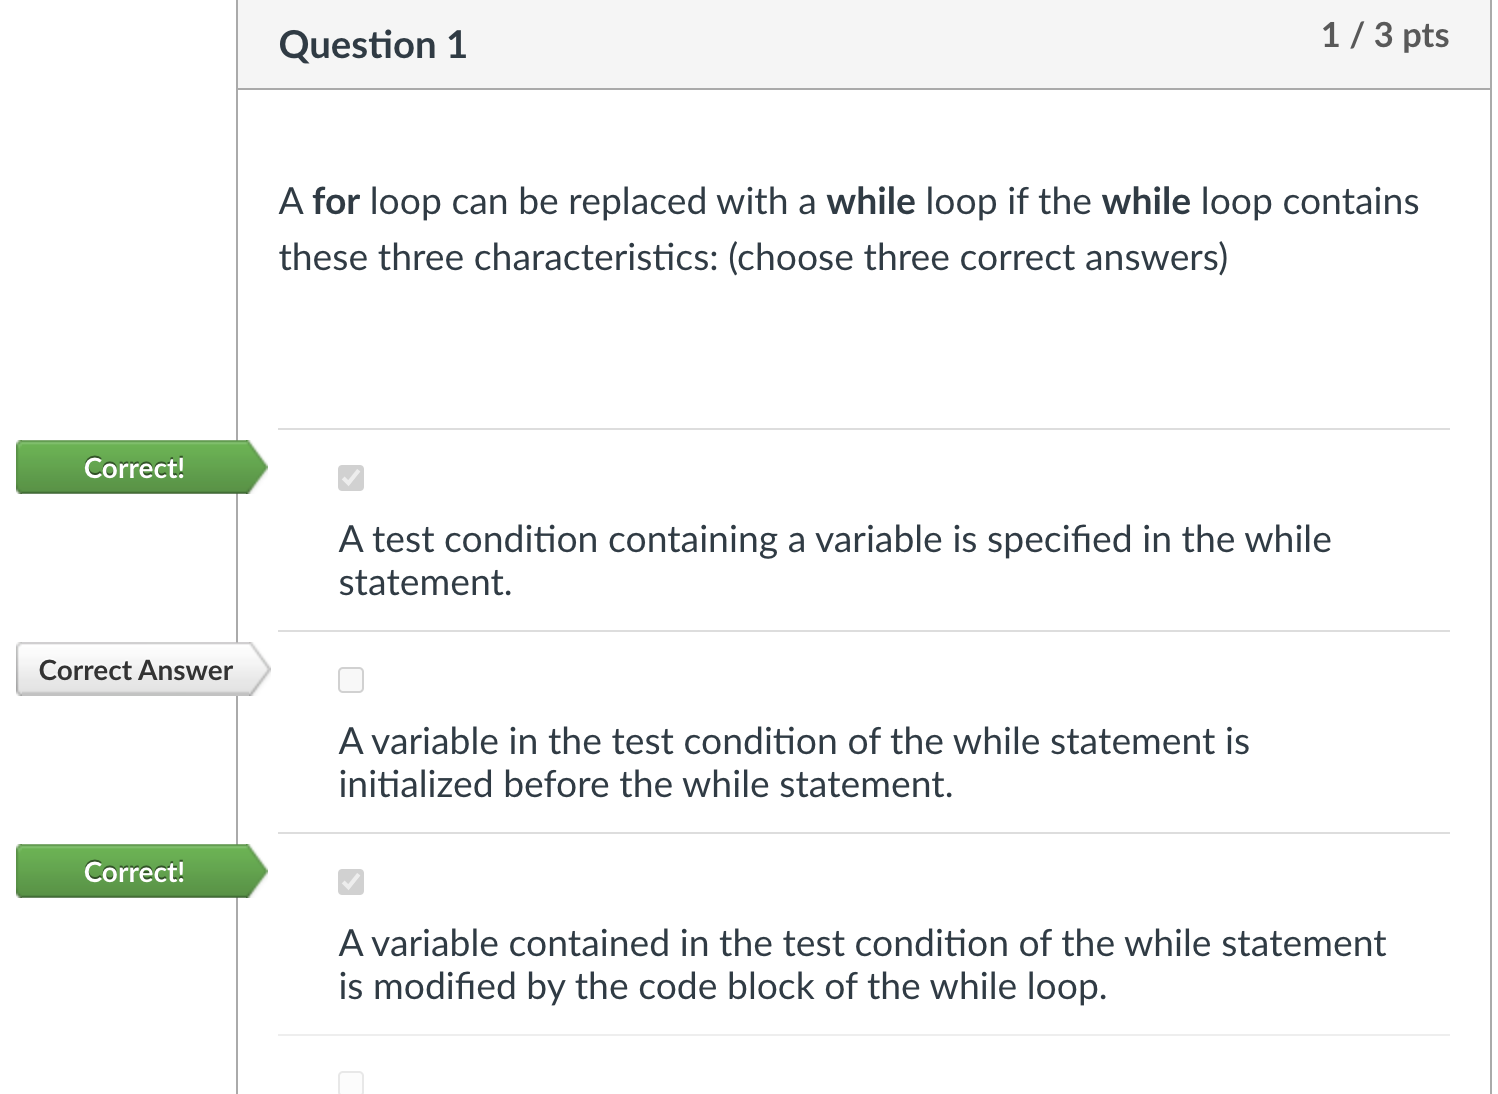 Question 1
1 / 3 pts
A for loop can be replaced with a while loop if the while loop contains
these three characteristics: (choose three correct answers)
Correct!
A test condition containing a variable is specified in the while
statement.
Correct Answer
A variable in the test condition of the while statement is
initialized before the while statement.
Correct!
A variable contained in the test condition of the while statement
is modified by the code block of the while loop.